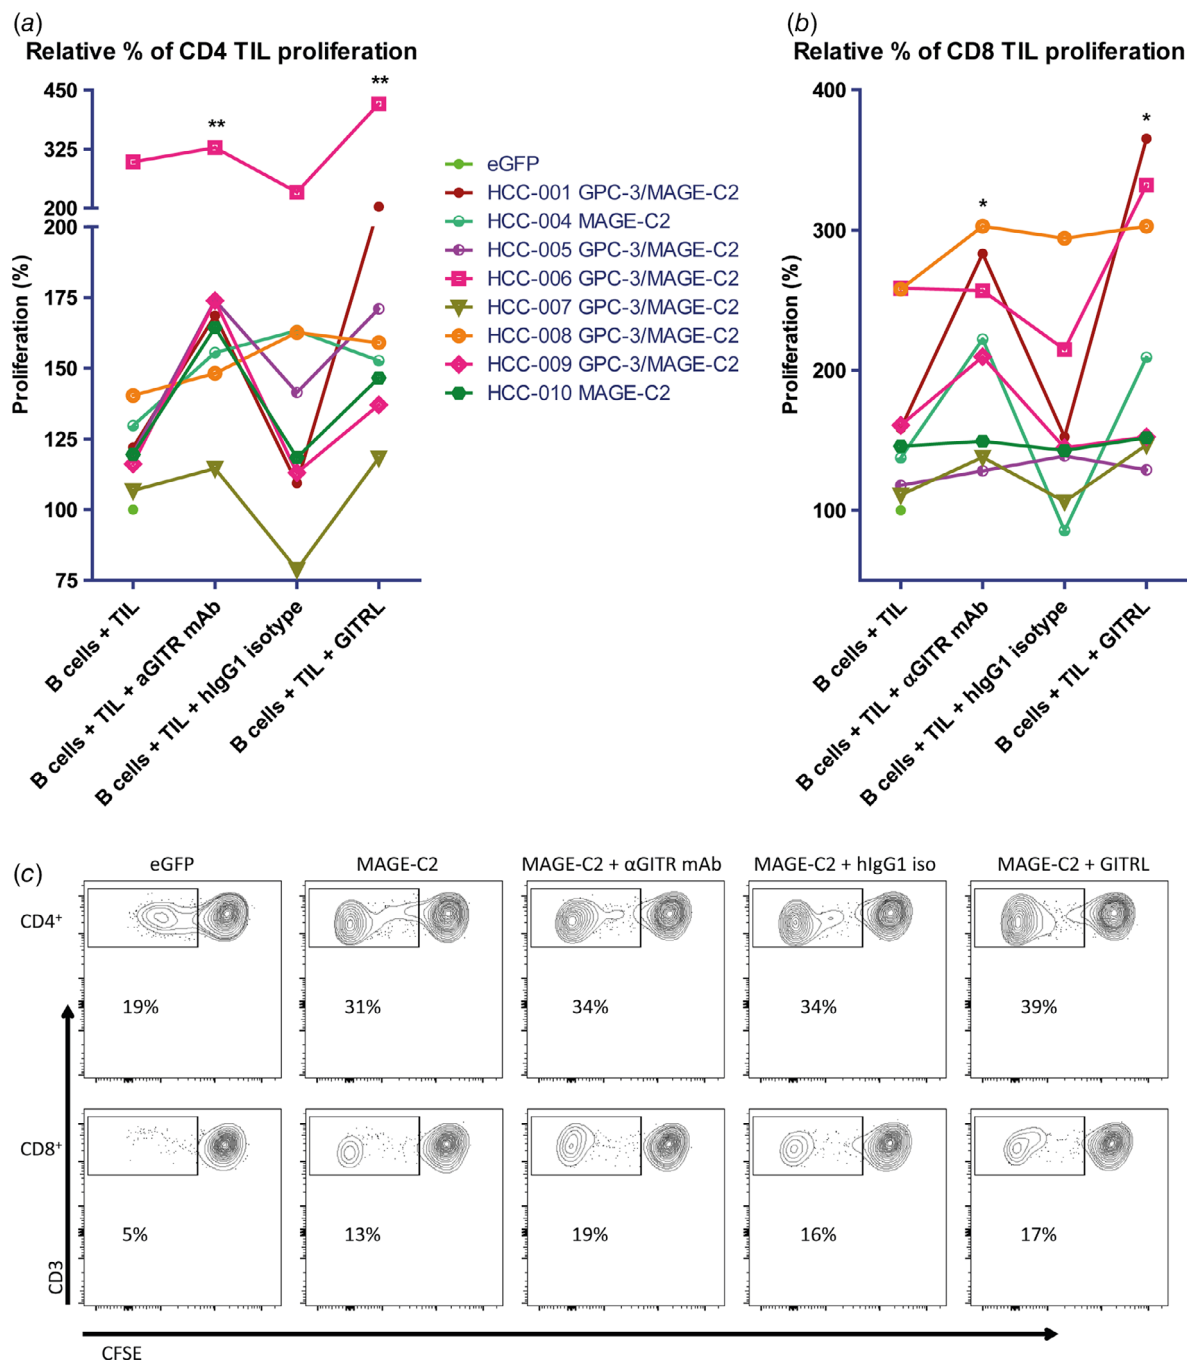 (a)
Relative % of CD4 TIL proliferation
450
325
200
200
175
150
125
100
75
Proliferation (%)
**
**
B cells + TIL
B cells + TIL + aGITR mAb
B cells + TIL + hIgG1 isotype
B cells + TIL + GITRL
eGFP
HCC-001 GPC-3/MAGE-C2
HCC-004 MAGE-C2
HCC-005 GPC-3/MAGE-C2
HCC-006 GPC-3/MAGE-C2
HCC-007 GPC-3/MAGE-C2
HCC-008 GPC-3/MAGE-C2
HCC-009 GPC-3/MAGE-C2
HCC-010 MAGE-C2
(b)
Relative % of CD8 TIL proliferation
400
300
200
100
Proliferation (%)
*
*
B cells + TIL
B cells + TIL + αGITR mAb
B cells + TIL + hIgG1 isotype
B cells + TIL + GITRL
(c)
eGFP MAGE-C2 MAGE-C2 + αGITR mAb MAGE-C2 + hIgG1 iso MAGE-C2 + GITRL
CD4⁺
19% 31% 34% 34% 39%
CD8⁺
5% 13% 19% 16% 17%
CD3
CFSE